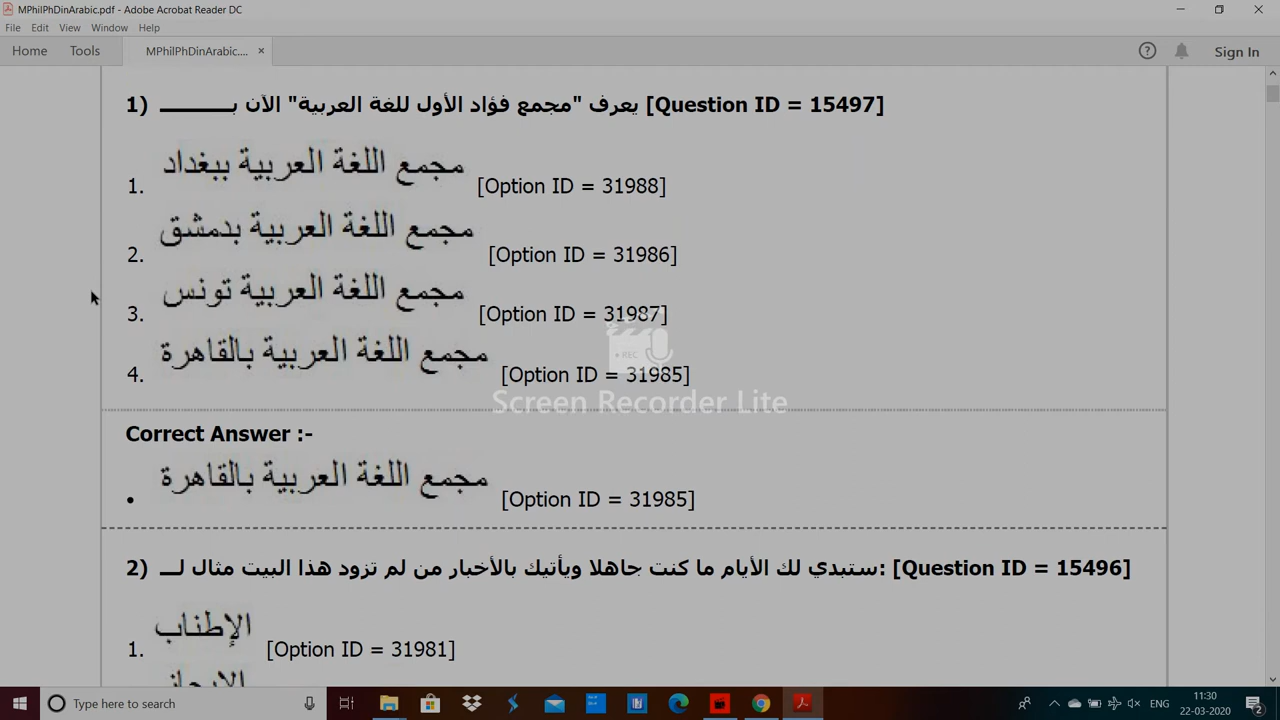 MPhilPhDinArabic.pdf - Adobe Acrobat Reader DC
File Edit View Window Help
Home Tools MPhilPhDinArabic.... × Sign In
1) يعرف "مجمع فؤاد الأول للغة العربية" الآن بــــــــ [Question ID = 15497]
1. مجمع اللغة العربية ببغداد [Option ID = 31988]
2. مجمع اللغة العربية بدمشق [Option ID = 31986]
3. مجمع اللغة العربية تونس [Option ID = 31987]
4. مجمع اللغة العربية بالقاهرة [Option ID = 31985]
• REC
Screen Recorder Lite
Correct Answer :-
• مجمع اللغة العربية بالقاهرة [Option ID = 31985]
2) ستبدي لك الأيام ما كنت جاهلا ويأتيك بالأخبار من لم تزود هذا البيت مثال لـــ: [Question ID = 15496]
1. الإطناب [Option ID = 31981]
Type here to search
ENG
11:30
22-03-2020
2